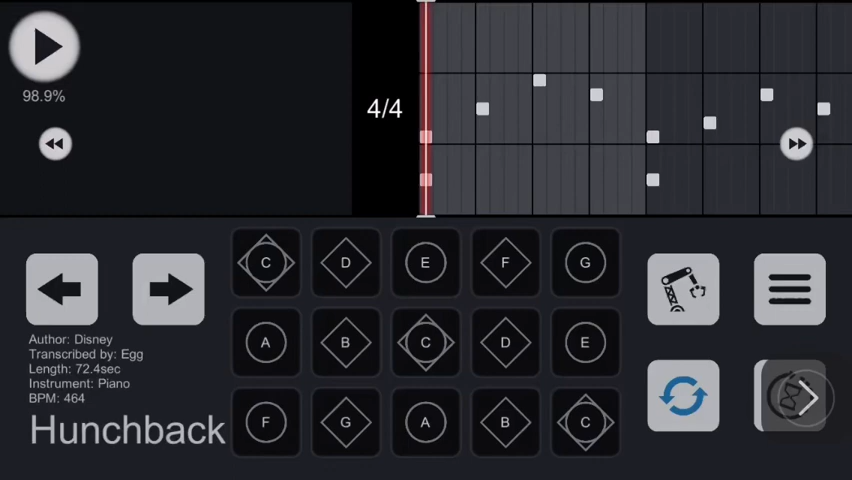 98.9%
4/4
C D E F G
A B C D E
F G A B C
Author: Disney
Transcribed by: Egg
Length: 72.4sec
Instrument: Piano
BPM: 464
Hunchback